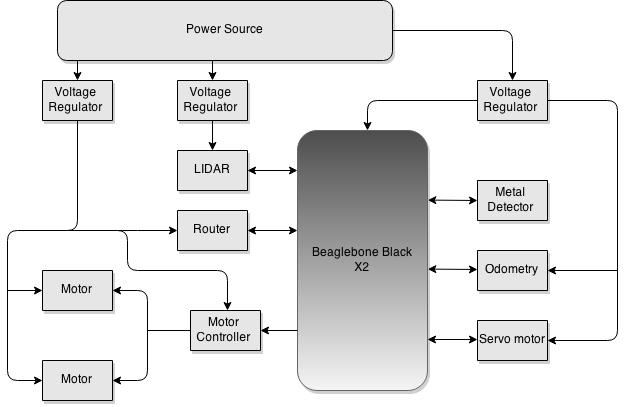 Power Source
Voltage
Regulator
Voltage
Regulator
Voltage
Regulator
LIDAR
Metal
Detector
Router
Beaglebone Black
X2
Odometry
Motor
Motor
Controller
Servo motor
Motor